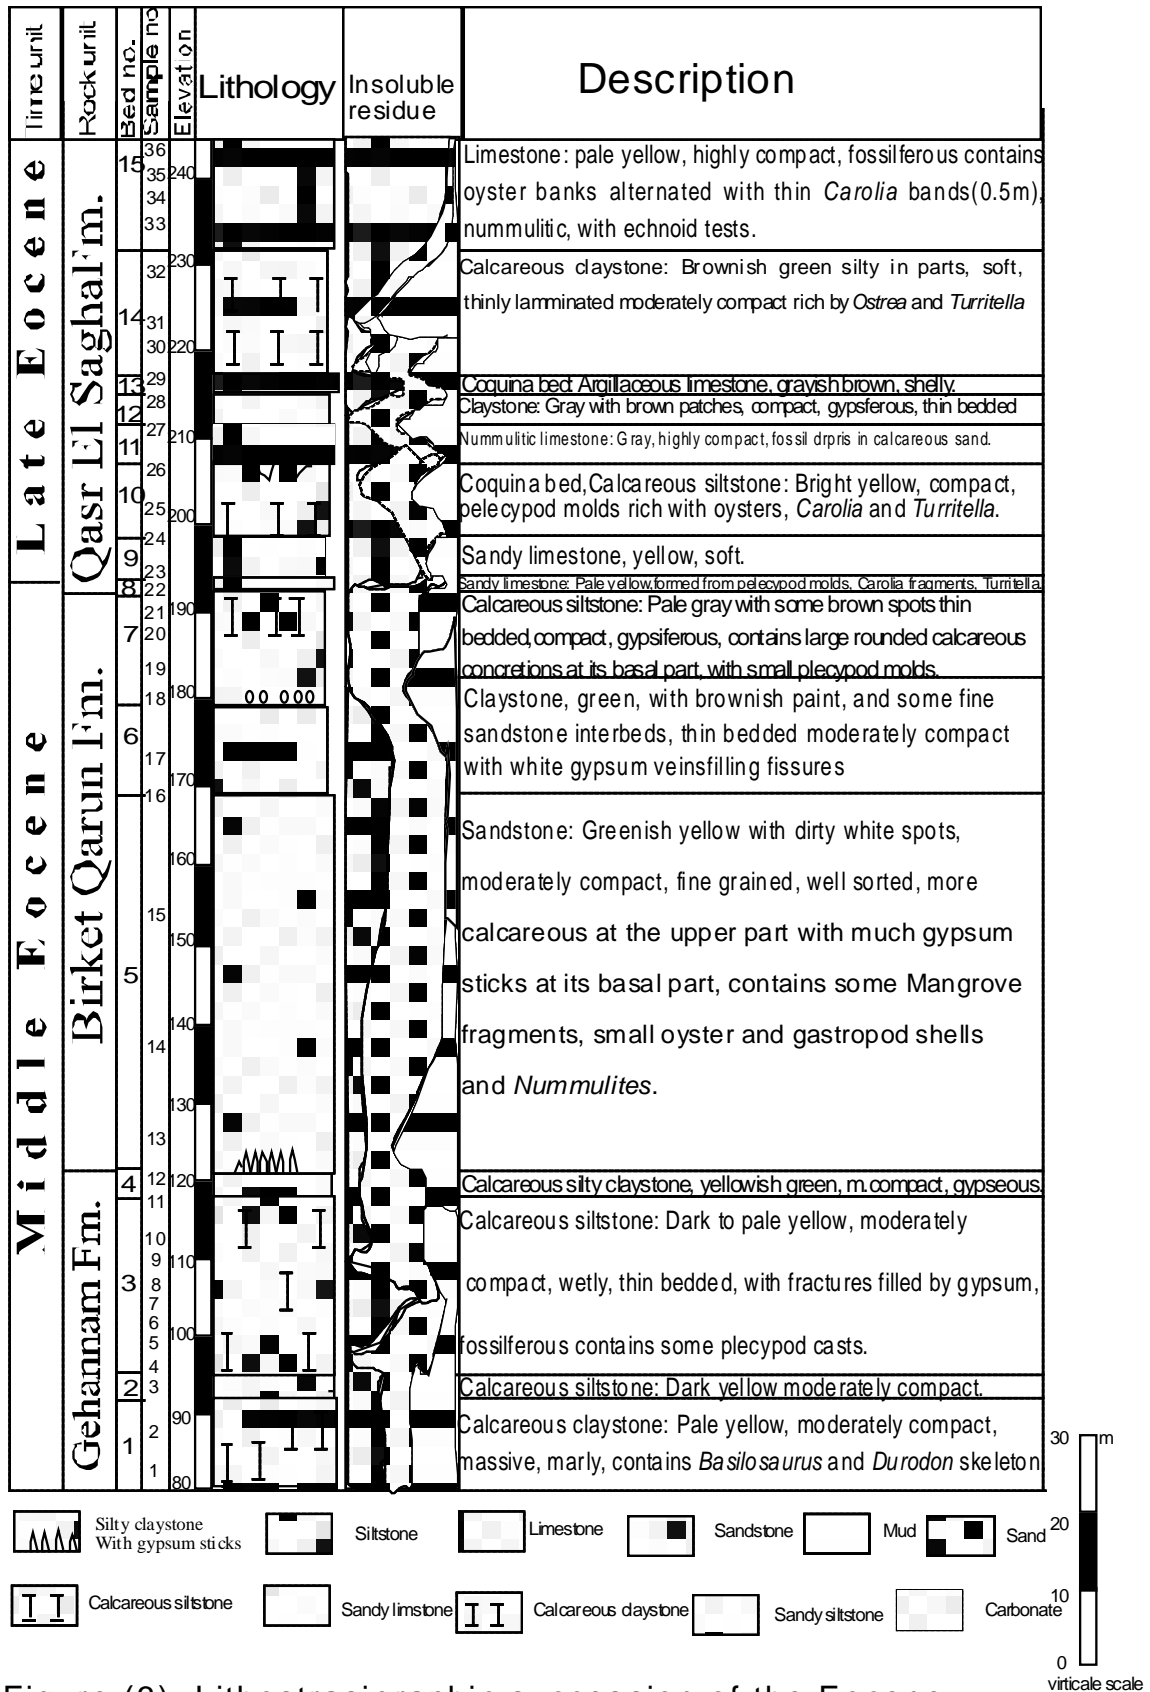 Time unit
Rock unit
Bed no.
Sample no
Elevation
Lithology
Insoluble
residue
Description
Late Eocene
Middle Eocene
Qasr El Sagha Fm.
Birket Qarun Fm.
Gehannam Fm.
15
14
13
12
11
10
9
8
7
6
5
4
3
2
1
36
35
34
33
32
31
30
29
28
27
26
25
24
23
22
21
20
19
18
17
16
15
14
13
12
11
10
9
8
7
6
5
4
3
2
1
240
230
220
210
200
190
180
170
160
150
140
130
120
110
100
90
80
Limestone: pale yellow, highly compact, fossilferous contains
oyster banks alternated with thin Carolia bands(0.5m),
nummulitic, with echnoid tests.
Calcareous claystone: Brownish green silty in parts, soft,
thinly lamminated moderately compact rich by Ostrea and Turritella
Coquina bed: Argillaceous limestone, grayish brown, shelly.
Claystone: Gray with brown patches, compact, gypsferous, thin bedded
Nummulitic limestone: Gray, highly compact, fossil drpris in calcareous sand.
Coquina bed,Calcareous siltstone: Bright yellow, compact,
pelecypod molds rich with oysters, Carolia and Turritella.
Sandy limestone, yellow, soft.
Sandy limestone: Pale yellow,formed from pelecypod molds, Carolia fragments, Turritella.
Calcareous siltstone: Pale gray with some brown spots thin
bedded,compact, gypsiferous, contains large rounded calcareous
concretions at its basal part, with small plecypod molds.
Claystone, green, with brownish paint, and some fine
sandstone interbeds, thin bedded moderately compact
with white gypsum veinsfilling fissures
Sandstone: Greenish yellow with dirty white spots,
moderately compact, fine grained, well sorted, more
calcareous at the upper part with much gypsum
sticks at its basal part, contains some Mangrove
fragments, small oyster and gastropod shells
and Nummulites.
Calcareous silty claystone, yellowish green, m.compact, gypseous.
Calcareous siltstone: Dark to pale yellow, moderately
compact, wetly, thin bedded, with fractures filled by gypsum,
fossilferous contains some plecypod casts.
Calcareous siltstone: Dark yellow moderately compact.
Calcareous claystone: Pale yellow, moderately compact,
massive, marly, contains Basilosaurus and Durodon skeleton
Silty claystone
With gypsum sticks
Siltstone
Limestone
Sandstone
Mud
Sand
Calcareous siltstone
Sandy limstone
Calcareous claystone
Sandy siltstone
Carbonate
30 m
20
10
0
virticale scale